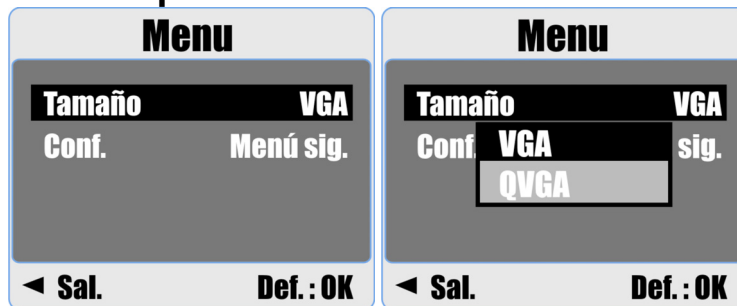 Menu
Tamaño VGA
Conf. Menú sig.
◄ Sal. Def. : OK
Menu
Tamaño VGA
Conf. sig.
VGA
QVGA
◄ Sal. Def. : OK